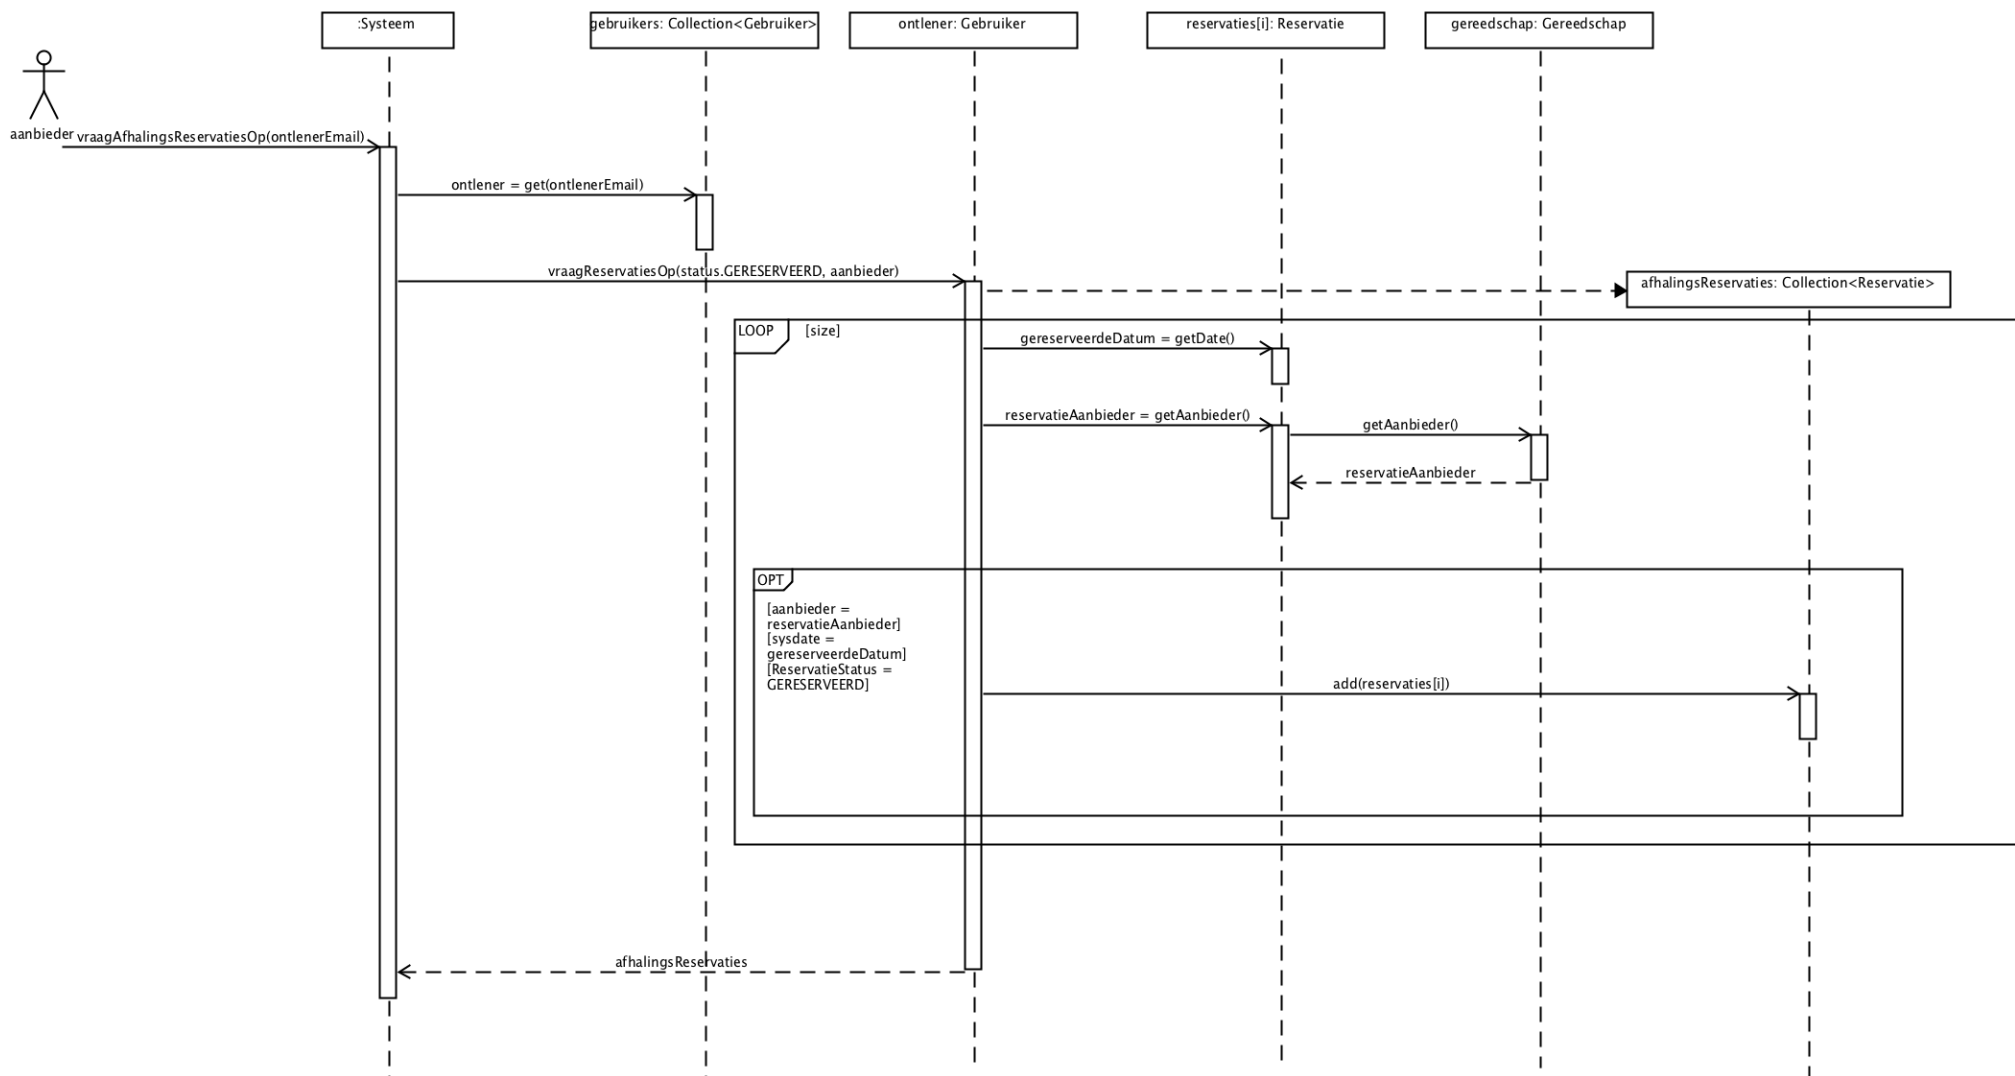 :Systeem
gebruikers: Collection<Gebruiker>
ontlener: Gebruiker
reservaties[i]: Reservatie
gereedschap: Gereedschap
aanbieder
vraagAfhalingsReservatiesOp(ontlenerEmail)
ontlener = get(ontlenerEmail)
vraagReservatiesOp(status.GERESERVEERD, aanbieder)
afhalingsReservaties: Collection<Reservatie>
LOOP
[size]
gereserveerdeDatum = getDate()
reservatieAanbieder = getAanbieder()
getAanbieder()
reservatieAanbieder
OPT
[aanbieder =
reservatieAanbieder]
[sysdate =
gereserveerdeDatum]
[ReservatieStatus =
GERESERVEERD]
add(reservaties[i])
afhalingsReservaties